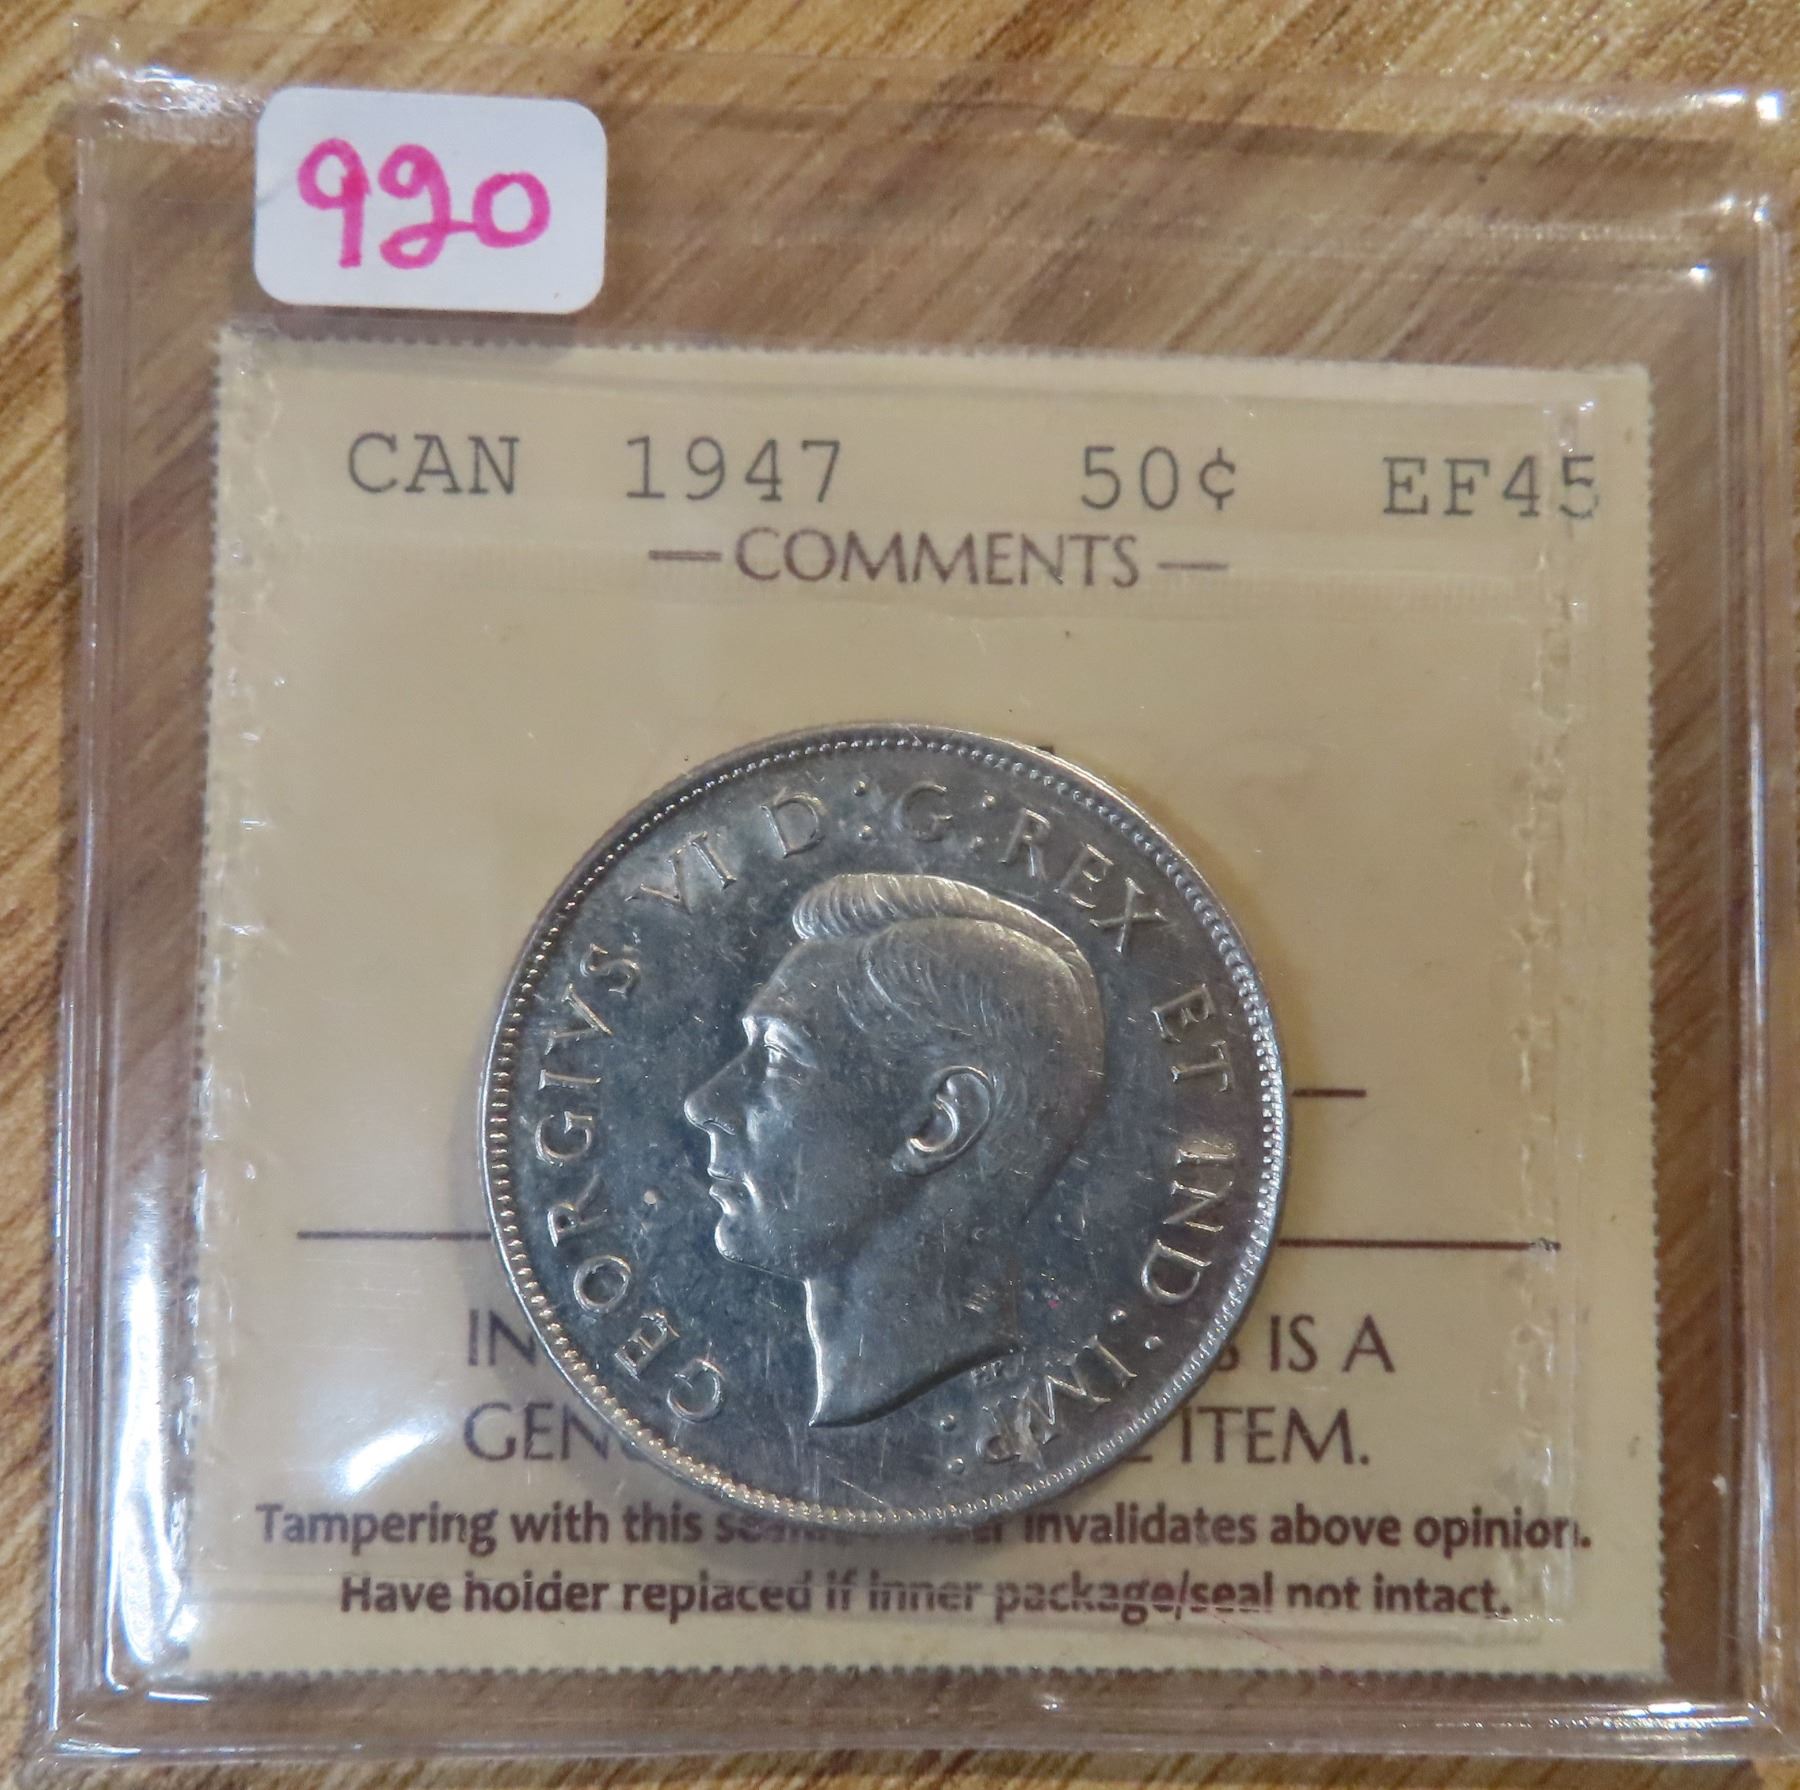 920
CAN 1947 50¢ EF45
— COMMENTS —
GEORGIVS VI D:G:REX ET IND:IMP:
HP
IN IS A
GEN ITEM.
Tampering with this invalidates above opinion.
Have holder replaced if inner package/seal not intact.